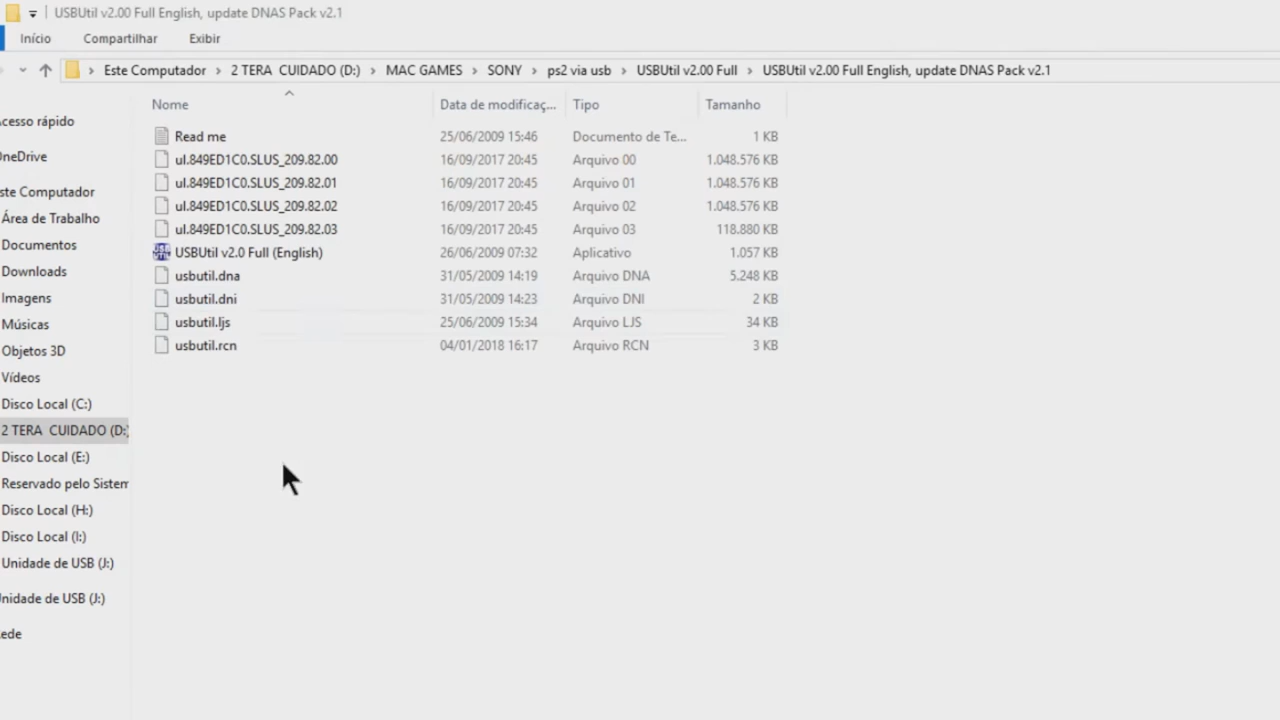 USBUtil v2.00 Full English, update DNAS Pack v2.1
Início Compartilhar Exibir
Este Computador 2 TERA CUIDADO (D:) MAC GAMES SONY ps2 via usb USBUtil v2.00 Full USBUtil v2.00 Full English, update DNAS Pack v2.1
Nome Data de modificaç... Tipo Tamanho
Read me 25/06/2009 15:46 Documento de Te... 1 KB
ul.849ED1C0.SLUS_209.82.00 16/09/2017 20:45 Arquivo 00 1.048.576 KB
ul.849ED1C0.SLUS_209.82.01 16/09/2017 20:45 Arquivo 01 1.048.576 KB
ul.849ED1C0.SLUS_209.82.02 16/09/2017 20:45 Arquivo 02 1.048.576 KB
ul.849ED1C0.SLUS_209.82.03 16/09/2017 20:45 Arquivo 03 118.880 KB
USBUtil v2.0 Full (English) 26/06/2009 07:32 Aplicativo 1.057 KB
usbutil.dna 31/05/2009 14:19 Arquivo DNA 5.248 KB
usbutil.dni 31/05/2009 14:23 Arquivo DNI 2 KB
usbutil.ljs 25/06/2009 15:34 Arquivo LJS 34 KB
usbutil.rcn 04/01/2018 16:17 Arquivo RCN 3 KB
cesso rápido
OneDrive
ste Computador
Área de Trabalho
Documentos
Downloads
Imagens
Músicas
Objetos 3D
Vídeos
Disco Local (C:)
2 TERA CUIDADO (D:)
Disco Local (E:)
Reservado pelo Sistem
Disco Local (H:)
Disco Local (I:)
Unidade de USB (J:)
Unidade de USB (J:)
ede